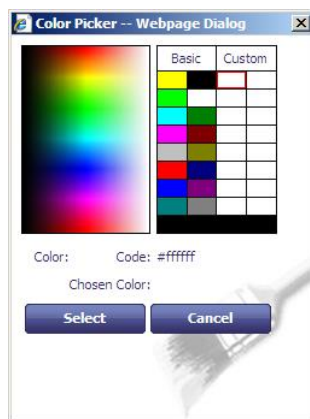 Color Picker -- Webpage Dialog
Basic Custom
Color: Code: #ffffff
Chosen Color:
Select Cancel